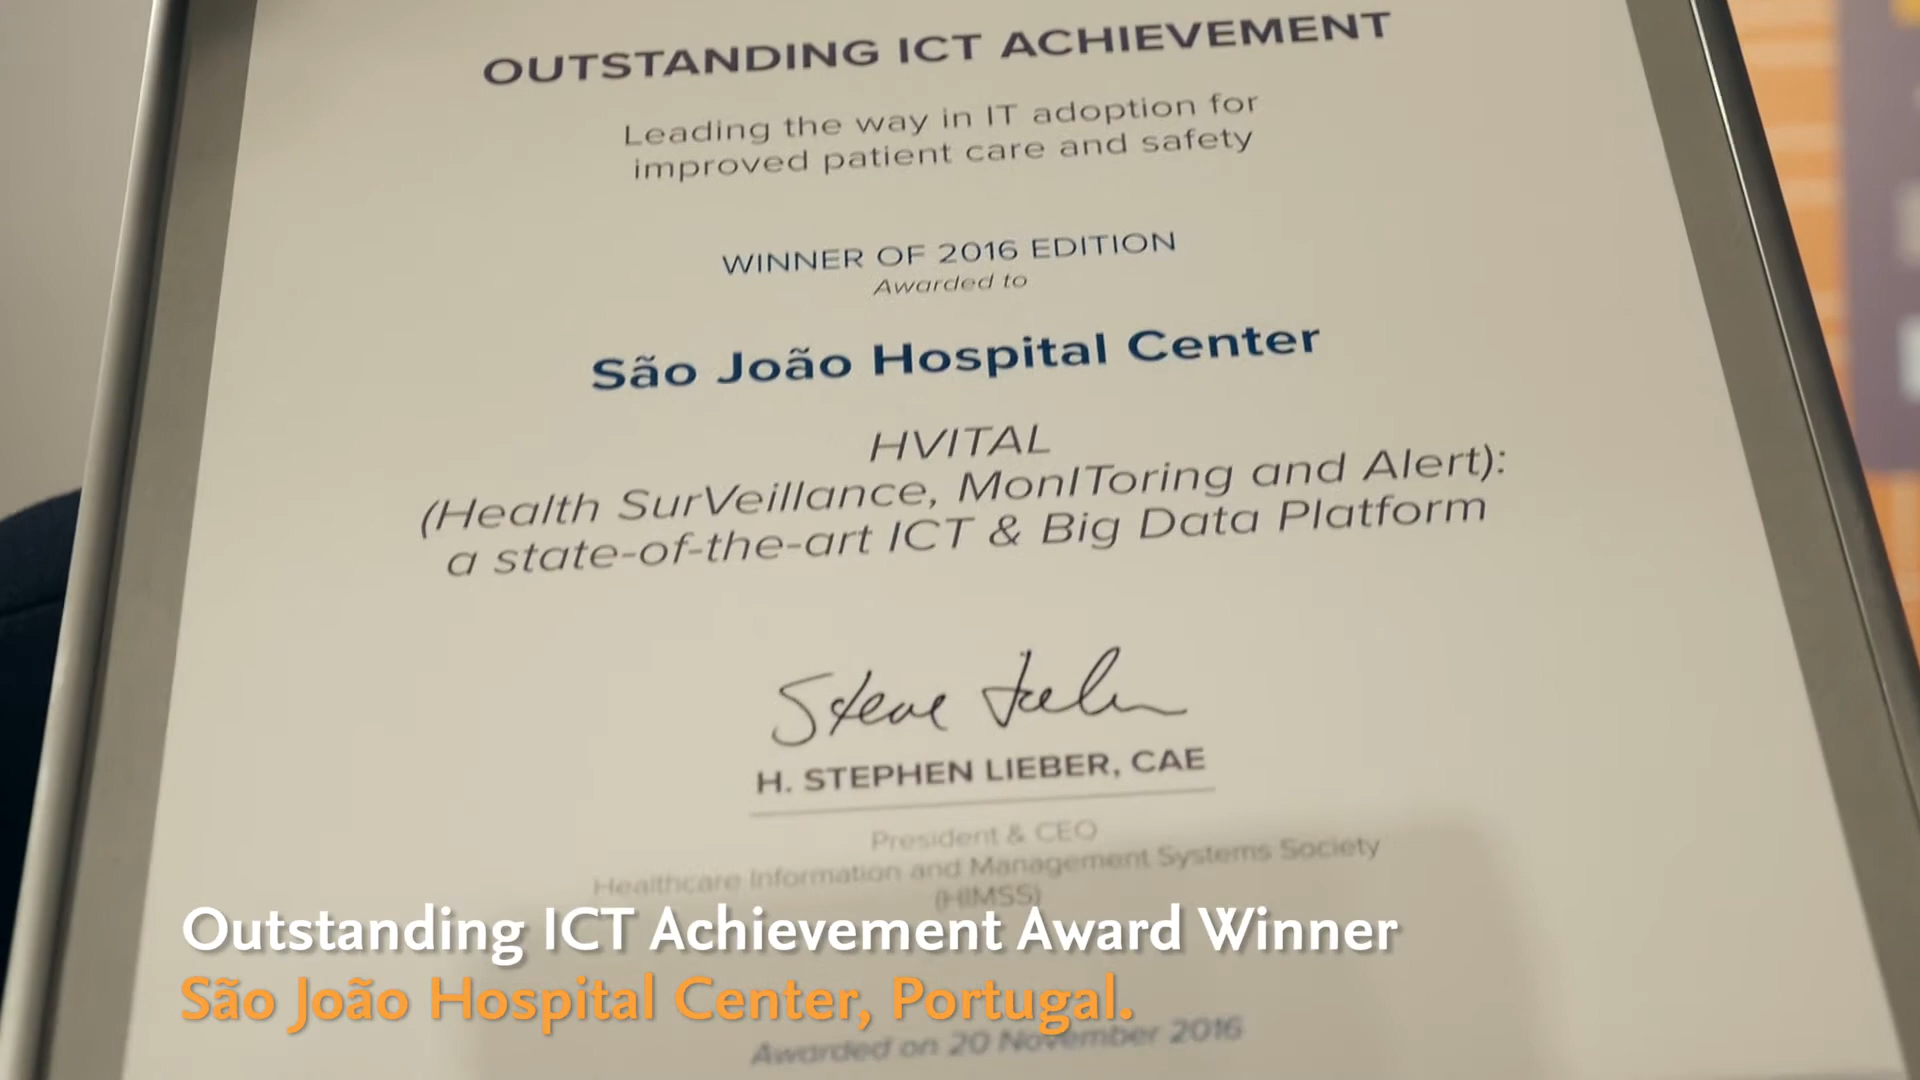 OUTSTANDING ICT ACHIEVEMENT
Leading the way in IT adoption for
improved patient care and safety
WINNER OF 2016 EDITION
Awarded to
São João Hospital Center
HVITAL
(Health SurVeillance, MonIToring and Alert):
a state-of-the-art ICT & Big Data Platform
Steve Lieber
H. STEPHEN LIEBER, CAE
President & CEO
Healthcare Information and Management Systems Society
(HIMSS)
Outstanding ICT Achievement Award Winner
São João Hospital Center, Portugal.
Awarded on 20 November 2016